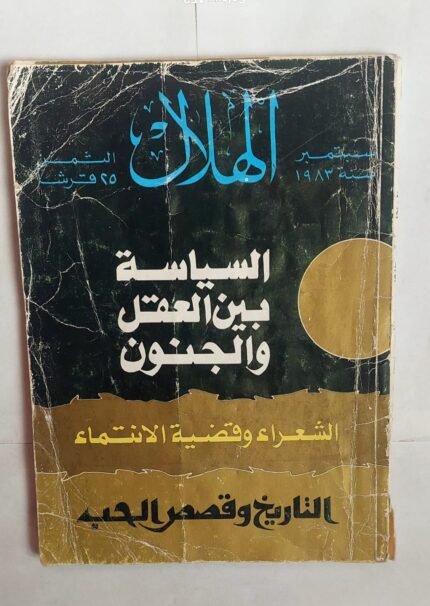 الهلال
سبتمبر
سنة ١٩٨٣
الثمن
٢٥ قرشا
السياسة
بين العقل
والجنون
الشعراء وقضية الانتماء
التاريخ وقصص الحب